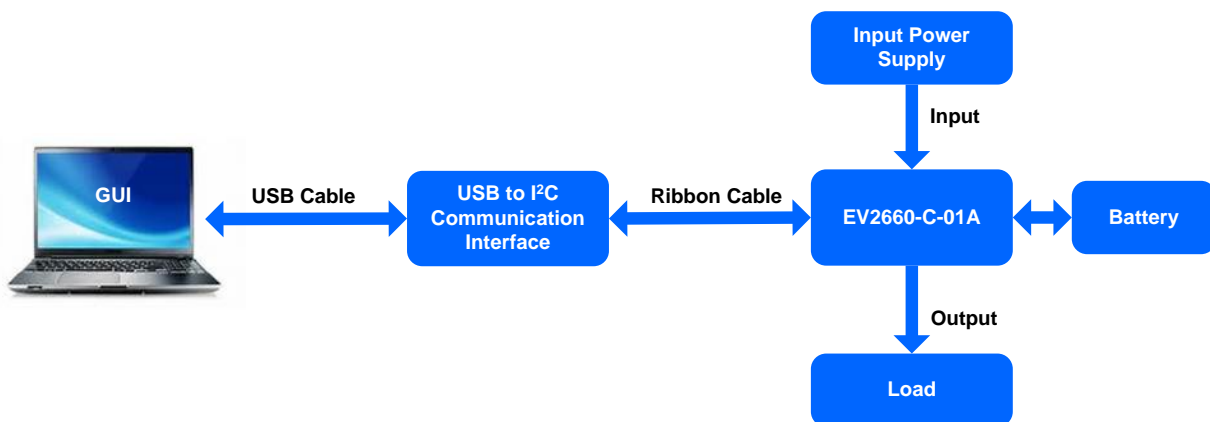 Input Power
Supply
Input
GUI
USB Cable
USB to I²C
Communication
Interface
Ribbon Cable
EV2660-C-01A
Battery
Output
Load